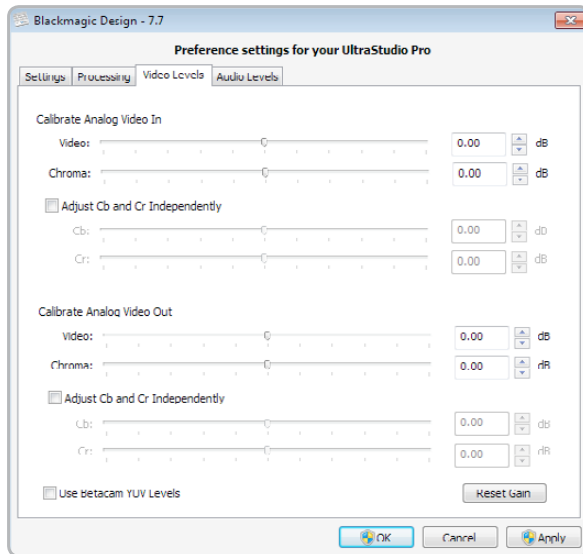 Blackmagic Design - 7.7
Preference settings for your UltraStudio Pro
Settings Processing Video Levels Audio Levels
Calibrate Analog Video In
Video: 0.00 dB
Chroma: 0.00 dB
Adjust Cb and Cr Independently
Cb: 0.00 dB
Cr: 0.00 dB
Calibrate Analog Video Out
Video: 0.00 dB
Chroma: 0.00 dB
Adjust Cb and Cr Independently
Cb: 0.00 dB
Cr: 0.00 dB
Use Betacam YUV Levels Reset Gain
OK Cancel Apply